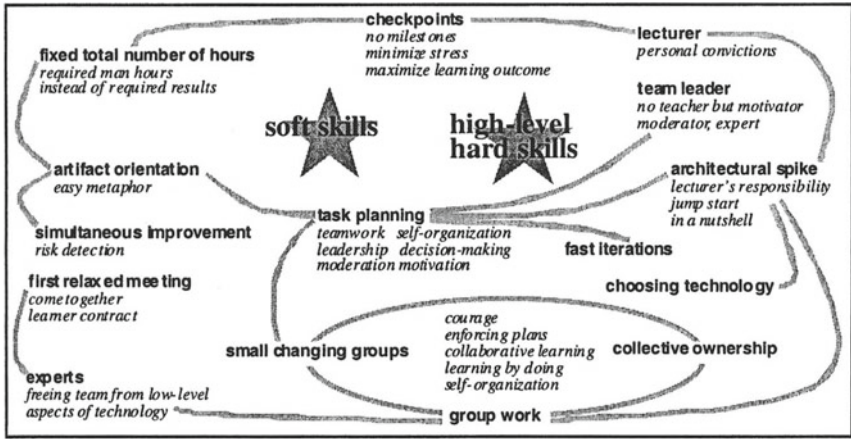 checkpoints
no milestones
minimize stress
maximize learning outcome
lecturer
personal convictions
fixed total number of hours
required man hours
instead of required results
team leader
no teacher but motivator
moderator, expert
soft skills
high-level
hard skills
artifact orientation
easy metaphor
architectural spike
lecturer's responsibility
jump start
in a nutshell
task planning
teamwork self-organization
leadership decision-making
moderation motivation
simultaneous improvement
risk detection
fast iterations
first relaxed meeting
come together
learner contract
choosing technology
small changing groups
courage
enforcing plans
collaborative learning
learning by doing
self-organization
collective ownership
experts
freeing team from low-level
aspects of technology
group work